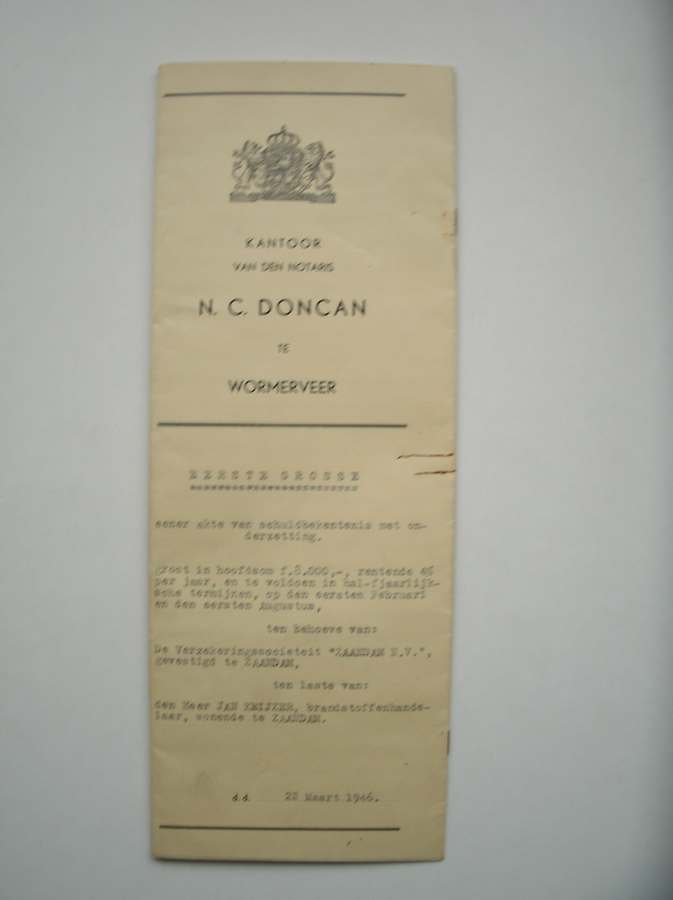 KANTOOR
VAN DEN NOTARIS
N. C. DONCAN
TE
WORMERVEER
EERSTE GROSSE
eener akte van schuldbekentenis met on-
derzetting.
groot in hoofdsom f.8.000,-, rentende 4%
per jaar, en te voldoen in hal-fjaarlijk-
sche termijnen, op den eersten Februari
en den eersten Augustus,
ten behoeve van:
De Verzekeringssocieteit "ZAANDAM N.V.",
gevestigd te ZAANDAM,
ten laste van:
den Heer JAN KEIJZER, brandstoffenhande-
laar, wonende te ZAANDAM.
d.d. 22 Maart 1946.